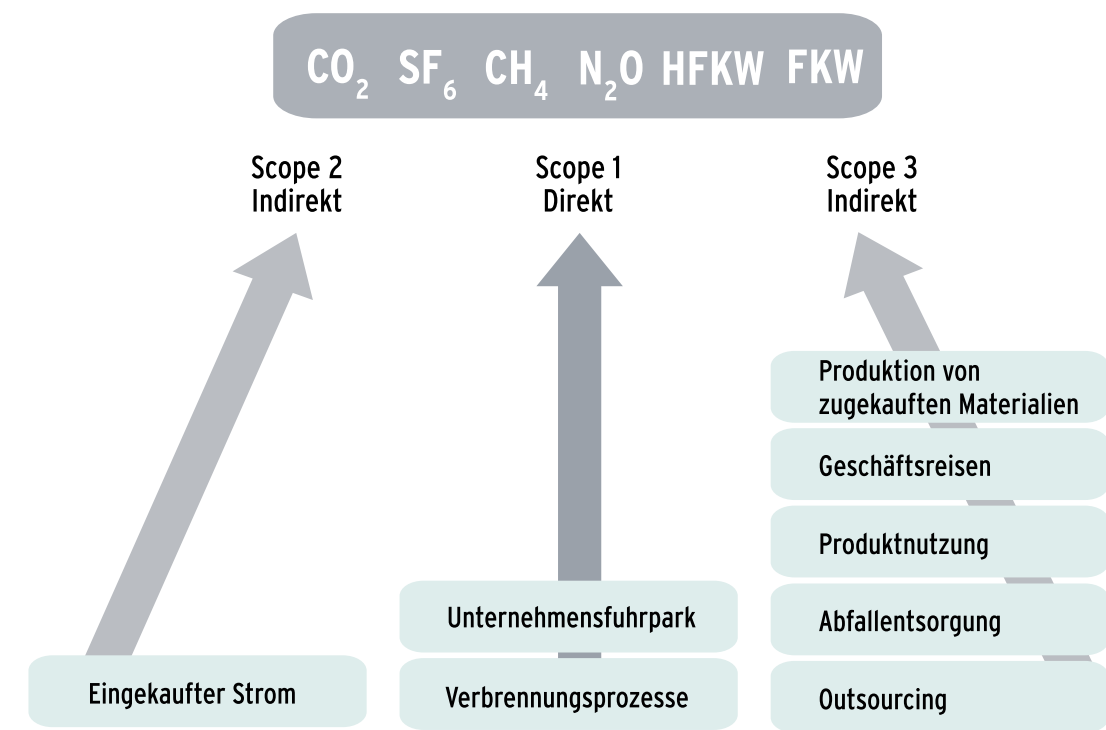 CO₂ SF₆ CH₄ N₂O HFKW FKW
Scope 2
Indirekt
Scope 1
Direkt
Scope 3
Indirekt
Produktion von
zugekauften Materialien
Geschäftsreisen
Produktnutzung
Unternehmensfuhrpark
Abfallentsorgung
Eingekaufter Strom
Verbrennungsprozesse
Outsourcing